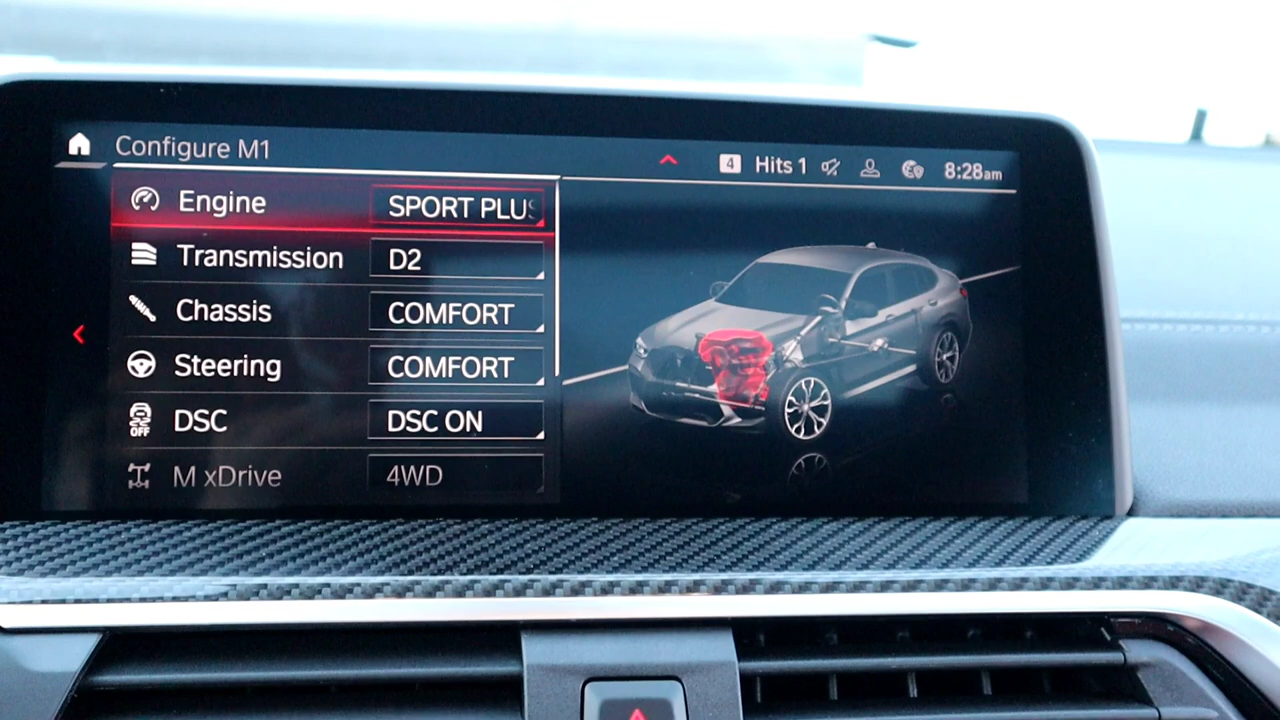 Configure M1
4 Hits 1 8:28am
Engine SPORT PLUS
Transmission D2
Chassis COMFORT
Steering COMFORT
DSC DSC ON
OFF
M xDrive 4WD